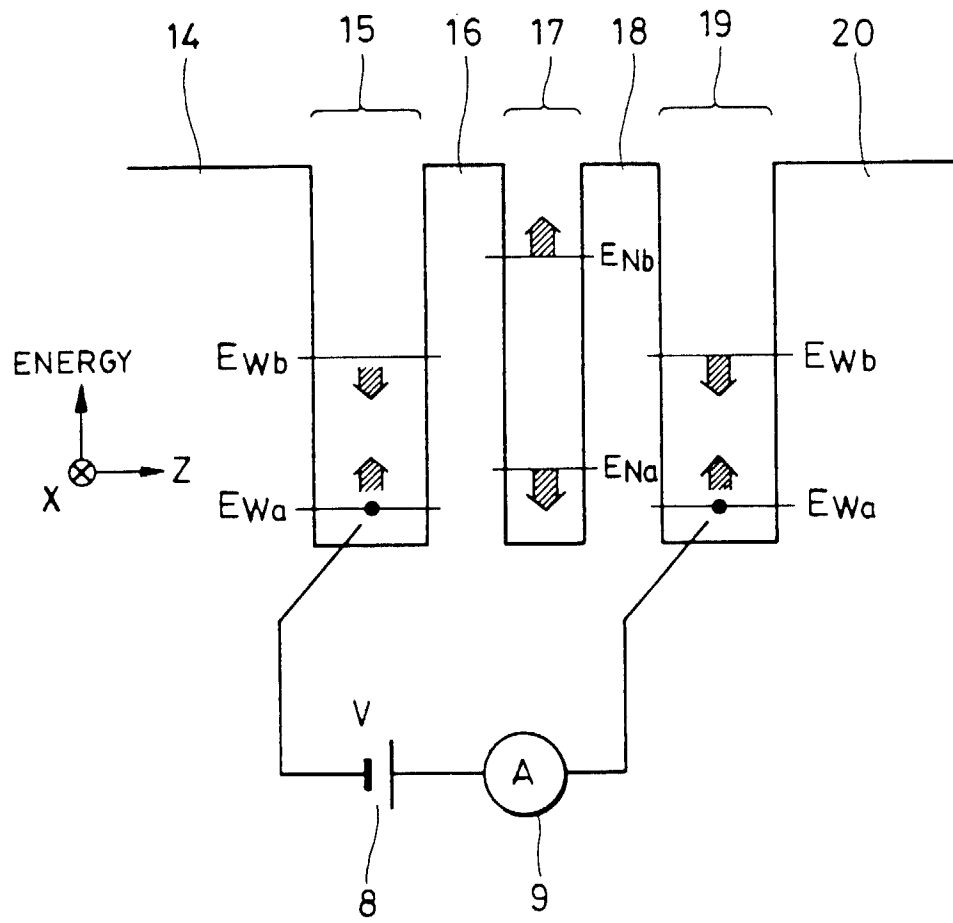 14 15 16 17 18 19 20
ENb
EWb EWb
ENERGY
Z
X
ENa
EWa EWa
V
A
8 9